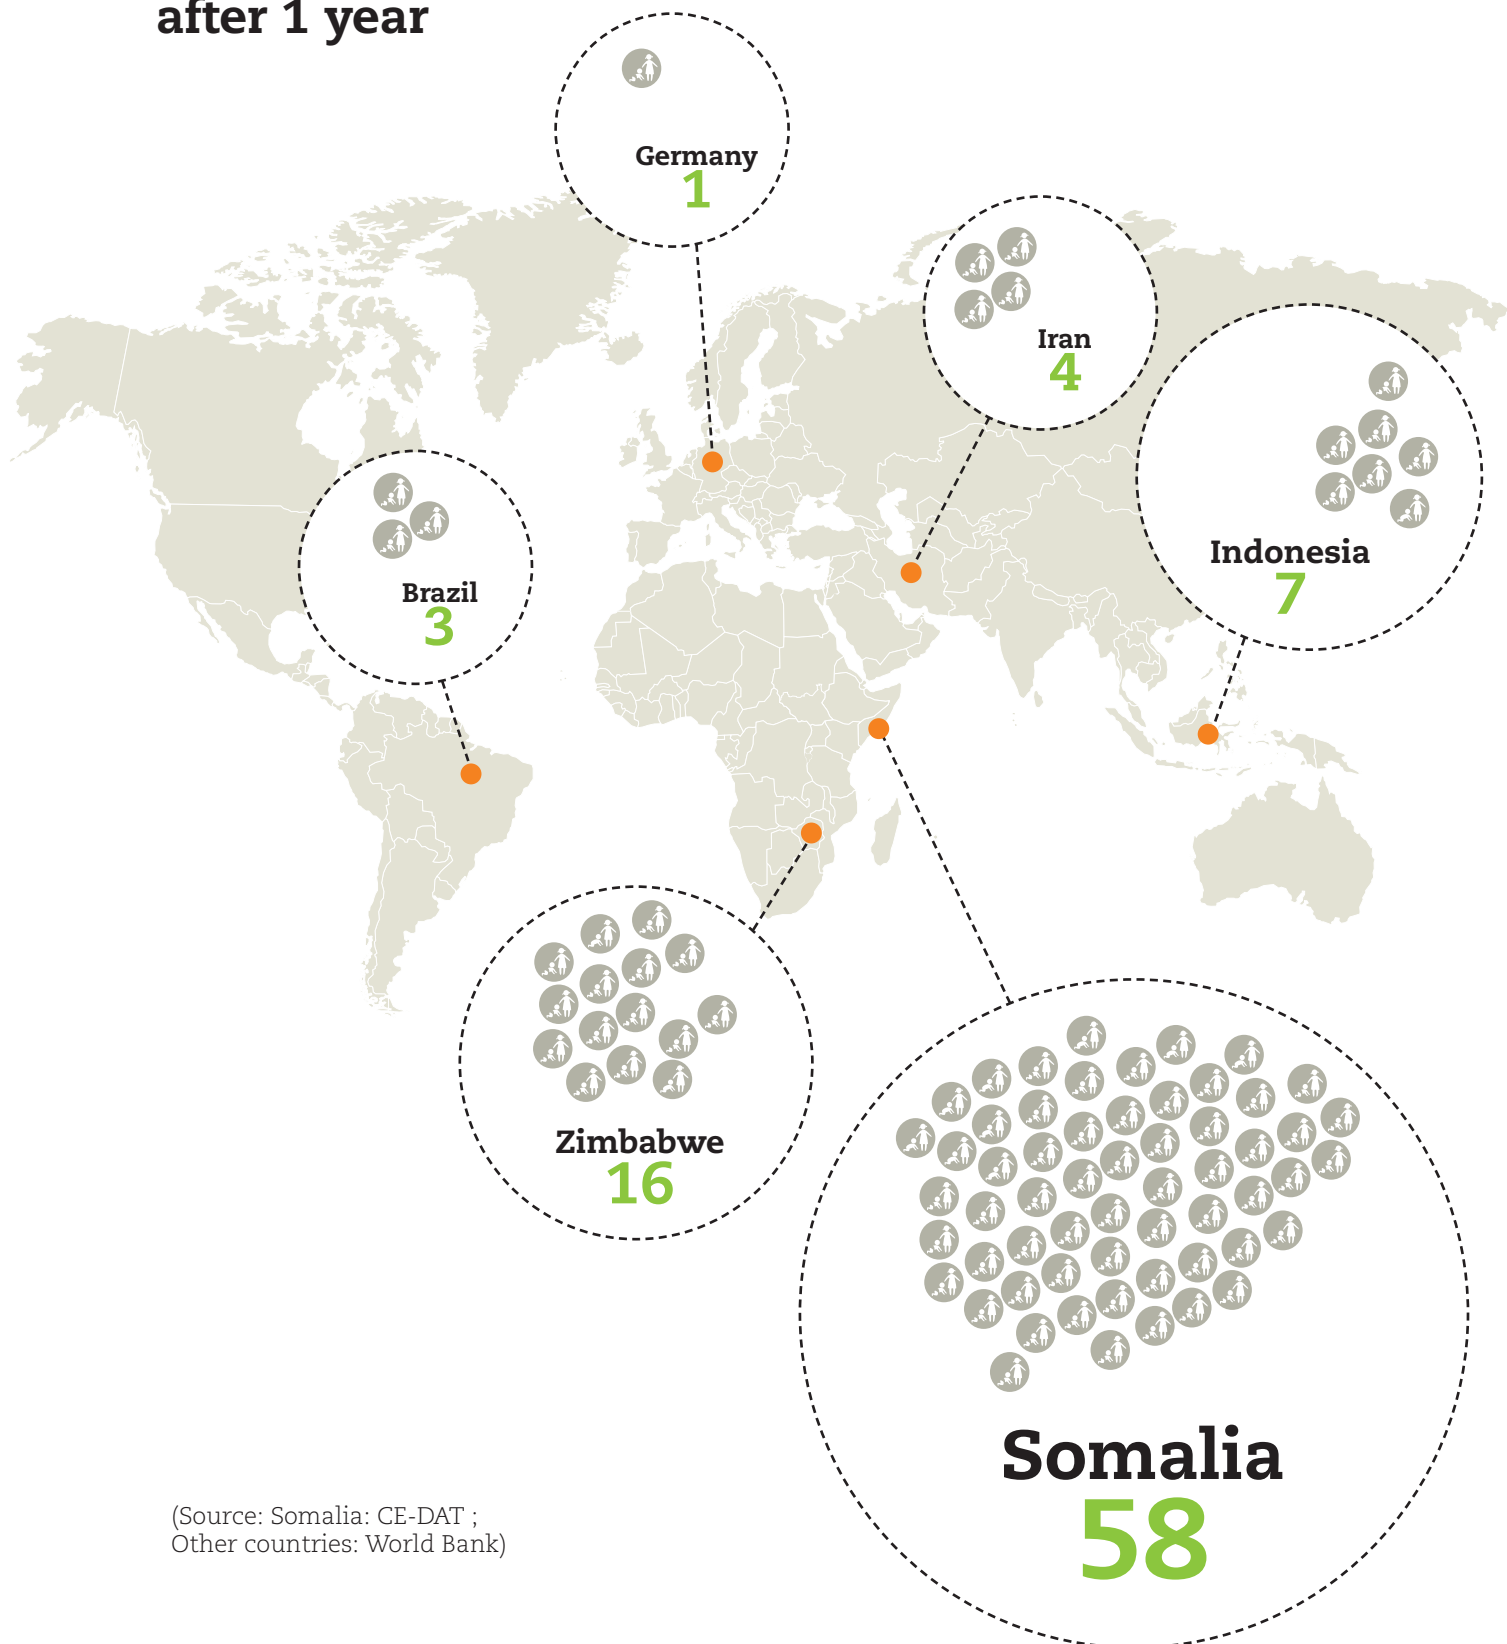 after 1 year
Germany
1
Iran
4
Indonesia
7
Brazil
3
Zimbabwe
16
Somalia
58
(Source: Somalia: CE-DAT ;
Other countries: World Bank)